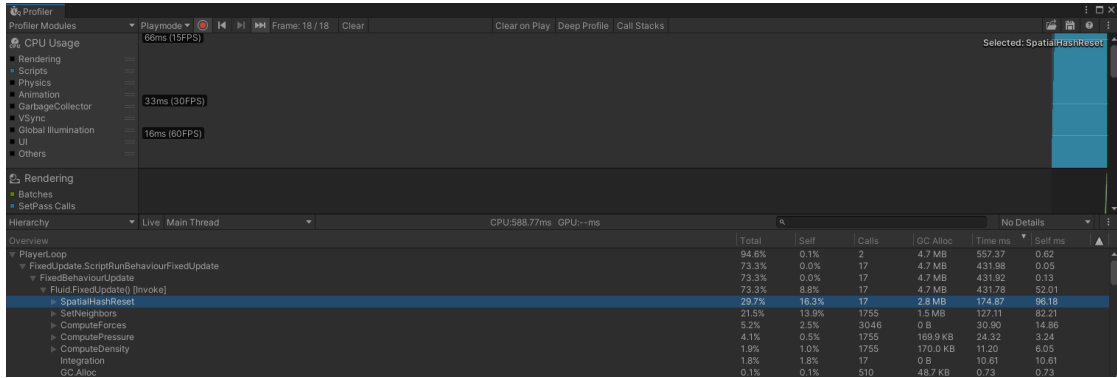 Profiler
Profiler Modules Playmode Frame: 18 / 18 Clear Clear on Play Deep Profile Call Stacks
CPU Usage
Rendering
Scripts
Physics
Animation
GarbageCollector
VSync
Global Illumination
UI
Others
66ms (15FPS)
Selected: SpatialHashReset
33ms (30FPS)
16ms (60FPS)
Rendering
Batches
SetPass Calls
Hierarchy Live Main Thread CPU:588.77ms GPU:--ms No Details
Overview Total Self Calls GC Alloc Time ms Self ms
PlayerLoop 94.6% 0.1% 2 4.7 MB 557.37 0.62
FixedUpdate.ScriptRunBehaviourFixedUpdate 73.3% 0.0% 17 4.7 MB 431.98 0.05
FixedBehaviourUpdate 73.3% 0.0% 17 4.7 MB 431.92 0.13
Fluid.FixedUpdate() [Invoke] 73.3% 8.8% 17 4.7 MB 431.78 52.01
SpatialHashReset 29.7% 16.3% 17 2.8 MB 174.87 96.18
SetNeighbors 21.5% 13.9% 1755 1.5 MB 127.11 82.21
ComputeForces 5.2% 2.5% 3046 0 B 30.90 14.86
ComputePressure 4.1% 0.5% 1755 169.9 KB 24.32 3.24
ComputeDensity 1.9% 1.0% 1755 170.0 KB 11.20 6.05
Integration 1.8% 1.8% 17 0 B 10.61 10.61
GC.Alloc 0.1% 0.1% 510 48.7 KB 0.73 0.73